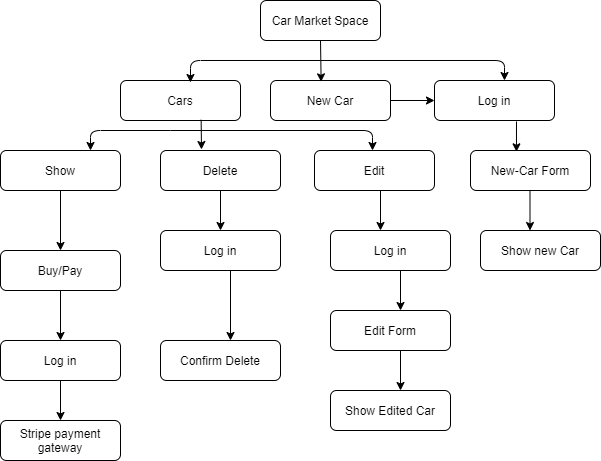 Car Market Space
Cars
New Car
Log in
Show
Delete
Edit
New-Car Form
Log in
Log in
Show new Car
Buy/Pay
Edit Form
Log in
Confirm Delete
Show Edited Car
Stripe payment
gateway